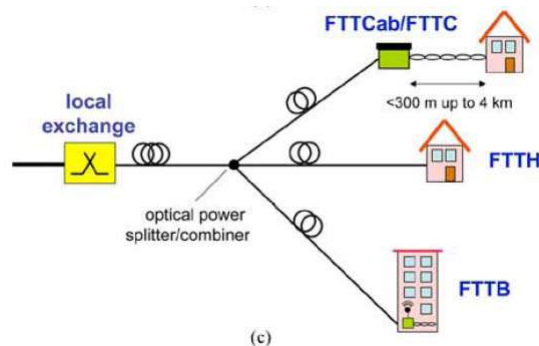 FTTCab/FTTC
<300 m up to 4 km
local
exchange
FTTH
optical power
splitter/combiner
FTTB
(c)